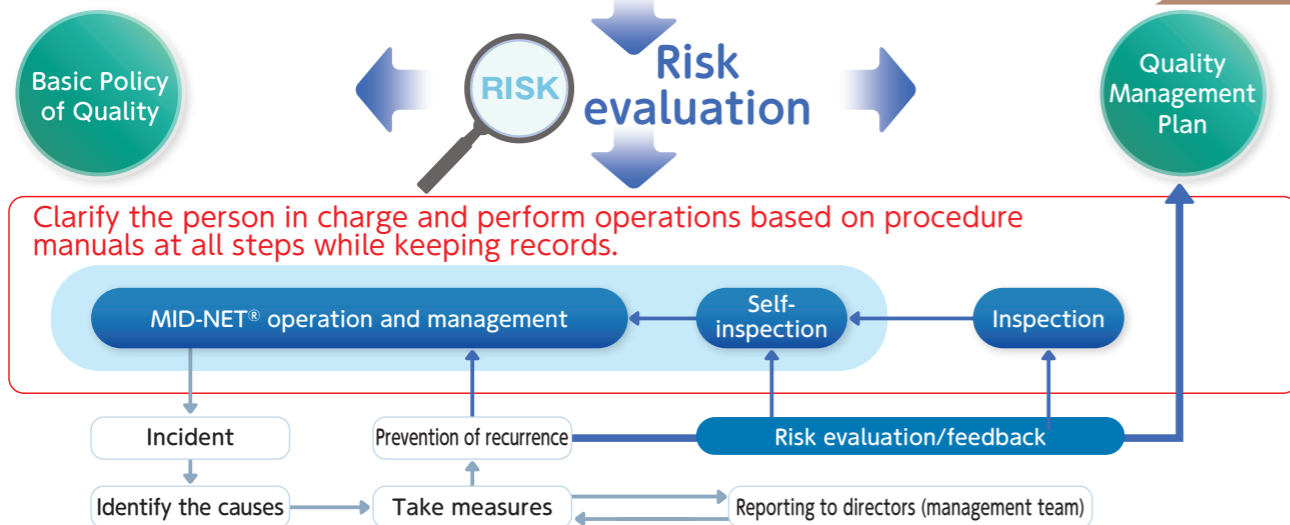 Basic Policy
of Quality
RISK
Risk
evaluation
Quality
Management
Plan
Clarify the person in charge and perform operations based on procedure
manuals at all steps while keeping records.
MID-NET® operation and management
Self-
inspection
Inspection
Incident
Prevention of recurrence
Risk evaluation/feedback
Identify the causes
Take measures
Reporting to directors (management team)